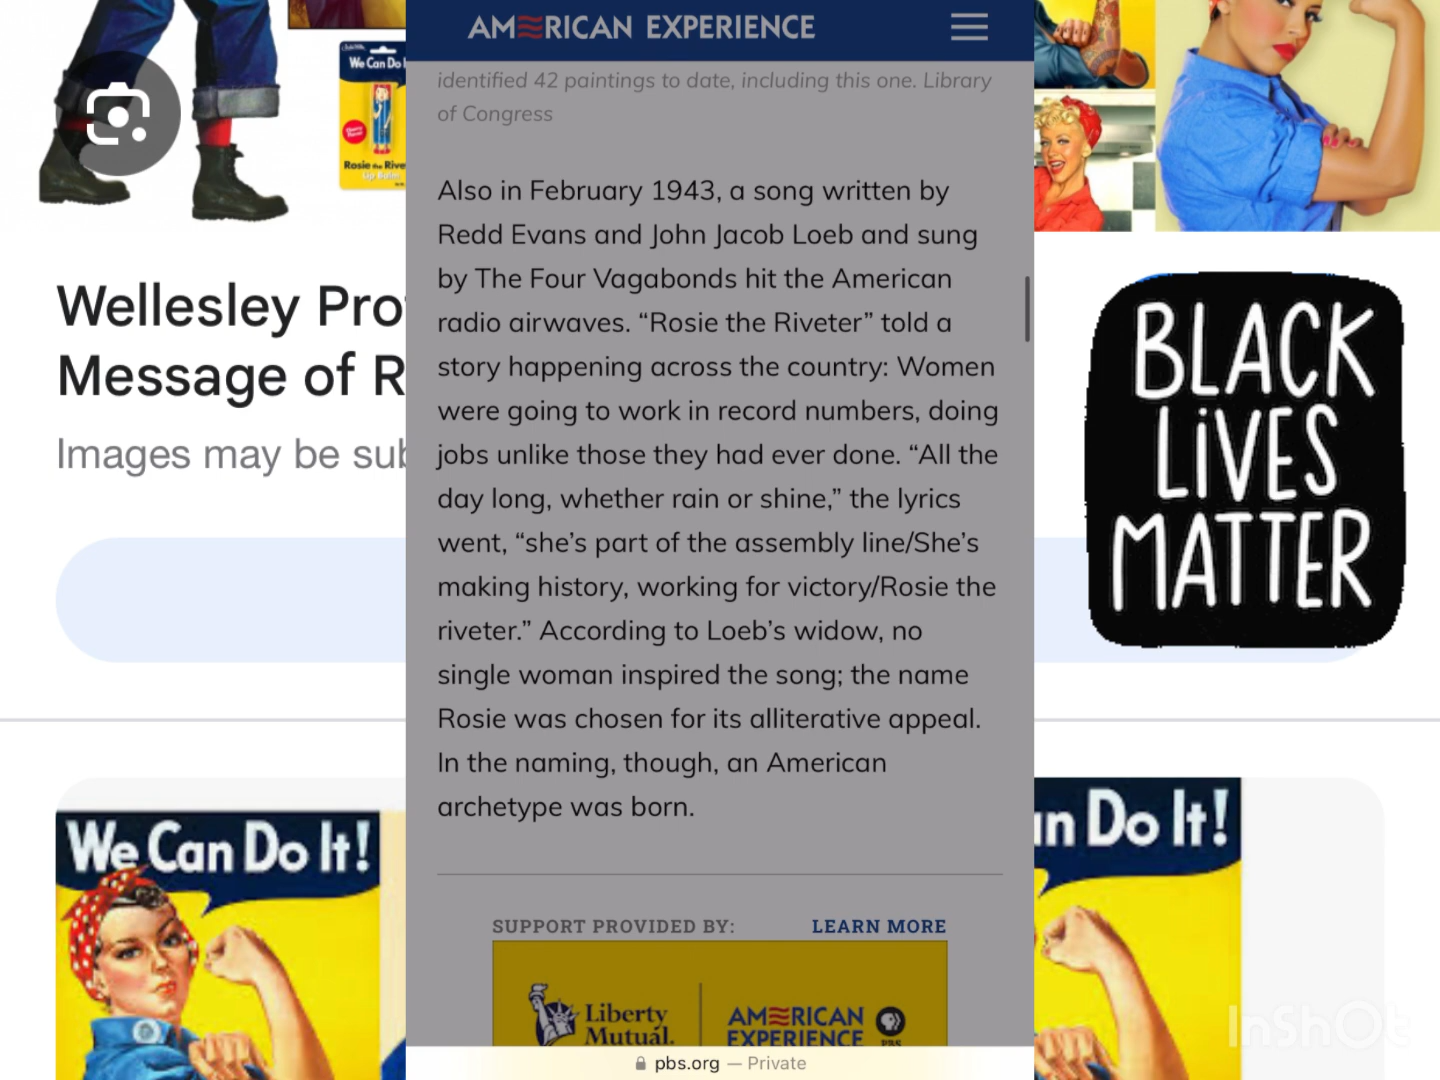 AMERICAN EXPERIENCE
identified 42 paintings to date, including this one. Library
of Congress
We Can Do I
Rosie the Rive
Lip Balm
Also in February 1943, a song written by
Redd Evans and John Jacob Loeb and sung
by The Four Vagabonds hit the American
radio airwaves. “Rosie the Riveter” told a
story happening across the country: Women
were going to work in record numbers, doing
jobs unlike those they had ever done. “All the
day long, whether rain or shine,” the lyrics
went, “she’s part of the assembly line/She’s
making history, working for victory/Rosie the
riveter.” According to Loeb’s widow, no
single woman inspired the song; the name
Rosie was chosen for its alliterative appeal.
In the naming, though, an American
archetype was born.
Wellesley Pro
Message of R
Images may be sub
BLACK
LiVES
MATTER
We Can Do It!
an Do It!
SUPPORT PROVIDED BY: LEARN MORE
Liberty
Mutual.
AMERICAN
EXPERIENCE
PBS
pbs.org — Private
InShOt